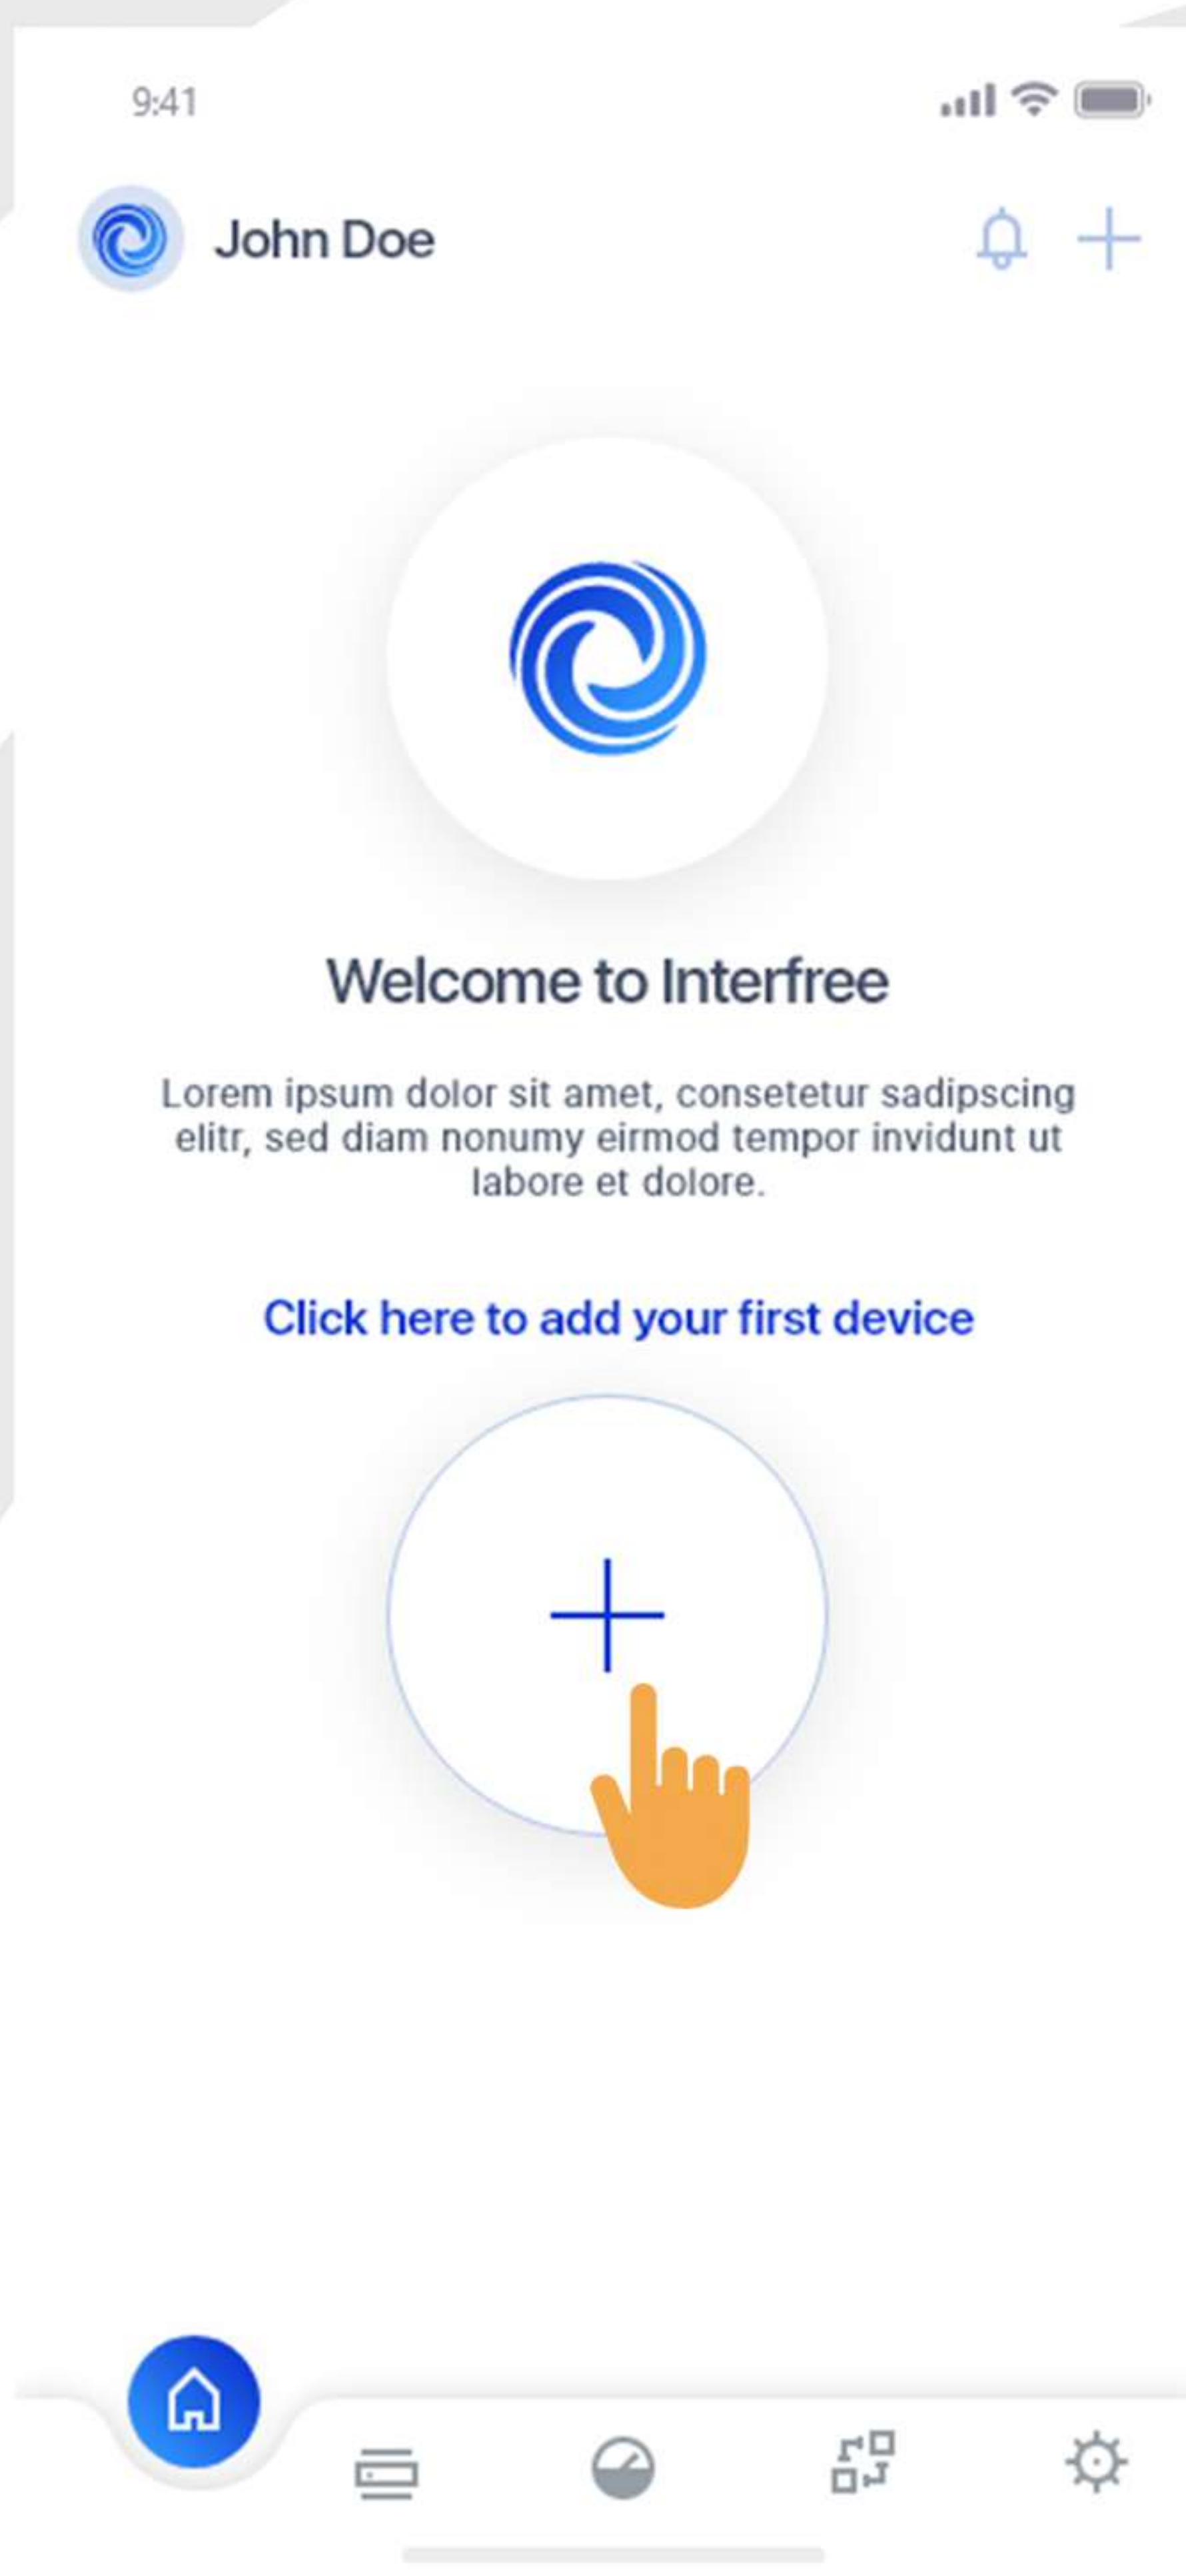 9:41
John Doe
Welcome to Interfree
Lorem ipsum dolor sit amet, consetetur sadipscing
elitr, sed diam nonumy eirmod tempor invidunt ut
labore et dolore.
Click here to add your first device